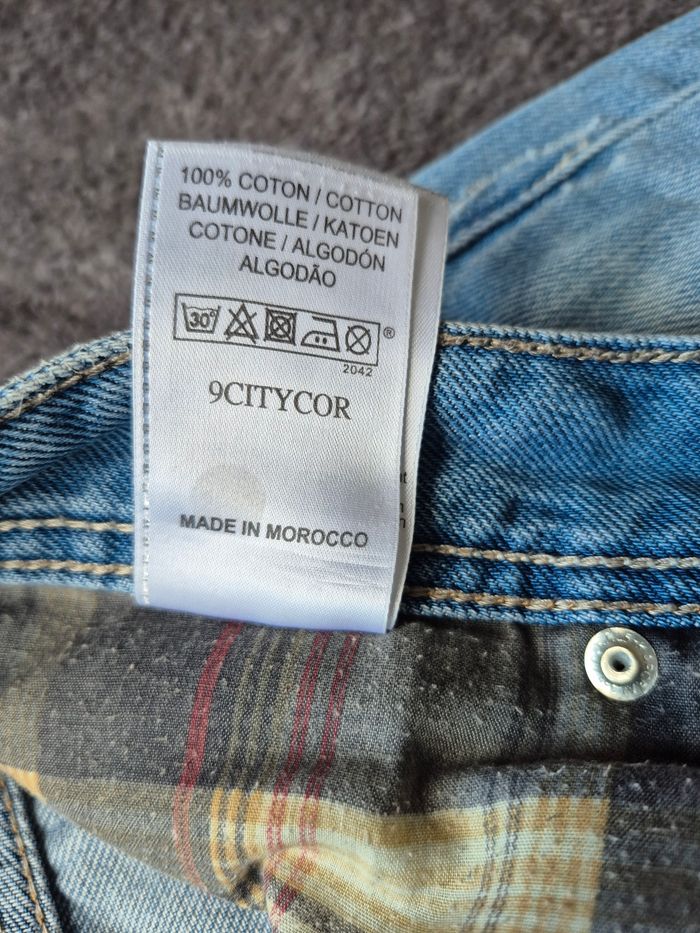 100% COTON / COTTON
BAUMWOLLE / KATOEN
COTONE / ALGODÓN
ALGODÃO
30°
®
2042
9CITYCOR
MADE IN MOROCCO